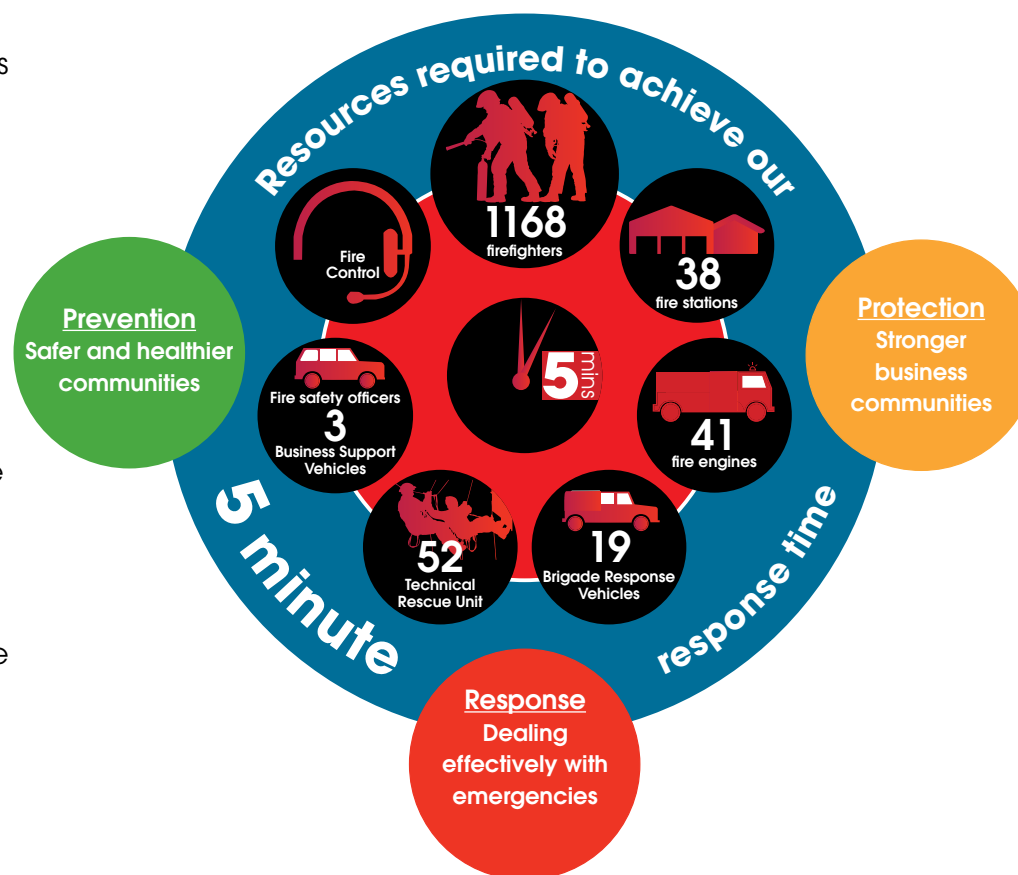 s
e
e
Resources required to achieve our
5 minute
response time
1168
firefighters
38
fire stations
41
fire engines
19
Brigade Response
Vehicles
52
Technical
Rescue Unit
Fire safety officers
3
Business Support
Vehicles
Fire
Control
5 mins
Prevention
Safer and healthier
communities
Protection
Stronger
business
communities
Response
Dealing
effectively with
emergencies